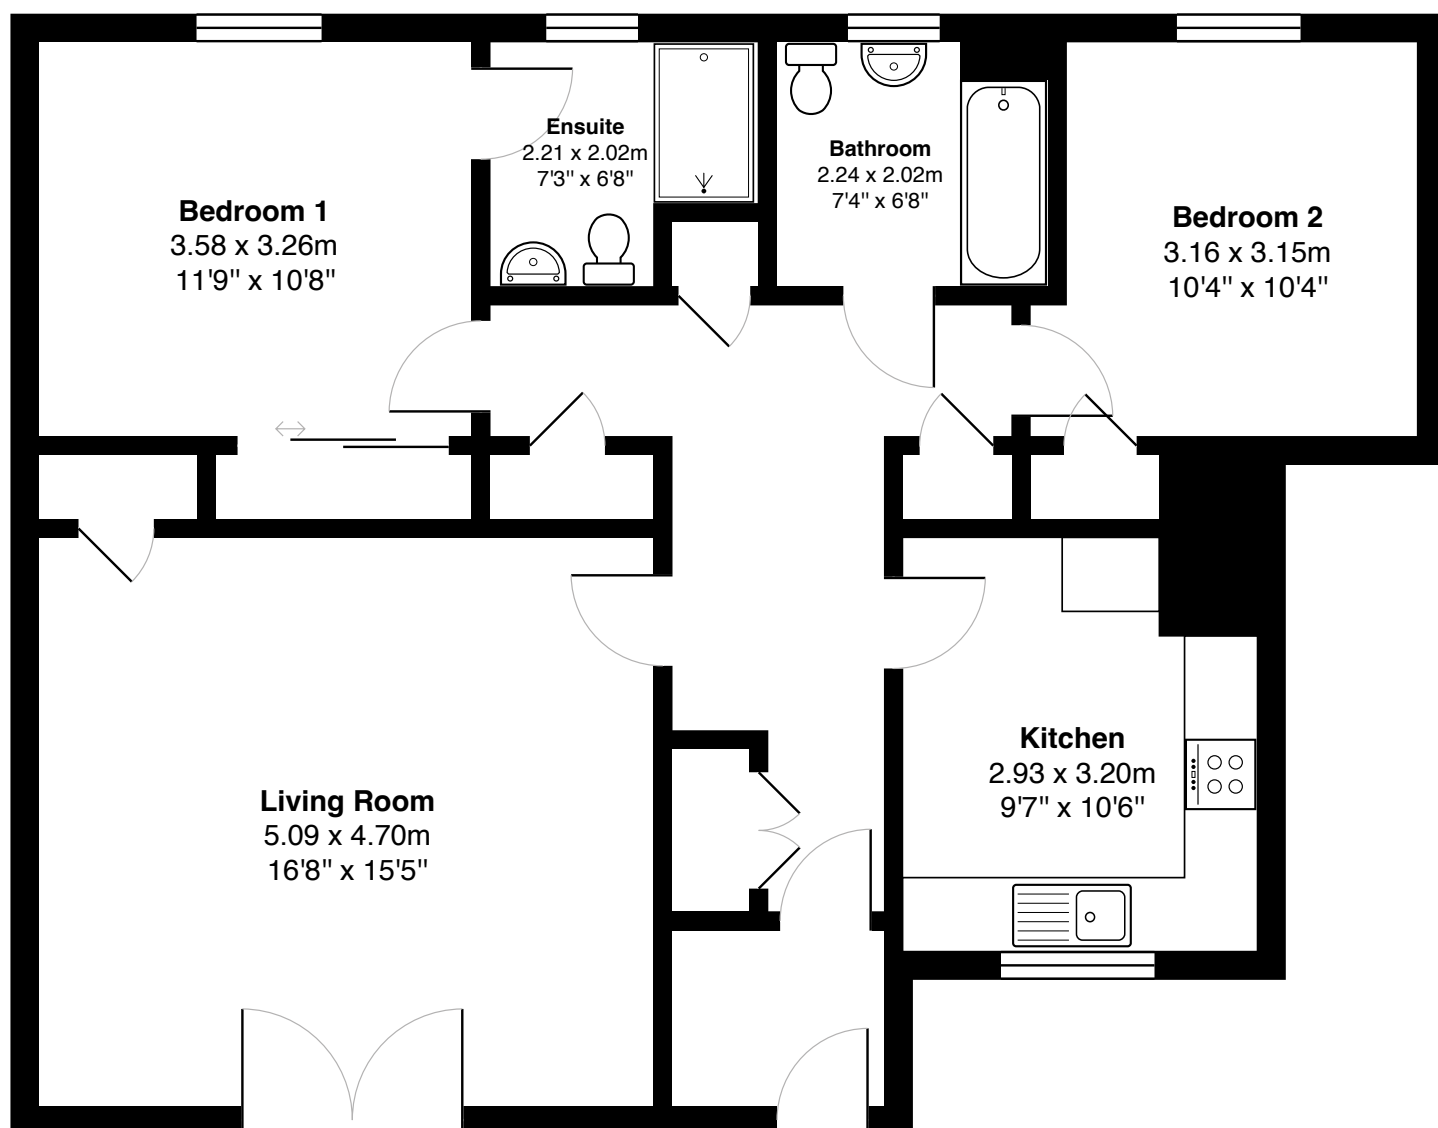 Ensuite
2.21 x 2.02m
7'3" x 6'8"
Bathroom
2.24 x 2.02m
7'4" x 6'8"
Bedroom 1
3.58 x 3.26m
11'9" x 10'8"
Bedroom 2
3.16 x 3.15m
10'4" x 10'4"
Kitchen
2.93 x 3.20m
9'7" x 10'6"
Living Room
5.09 x 4.70m
16'8" x 15'5"